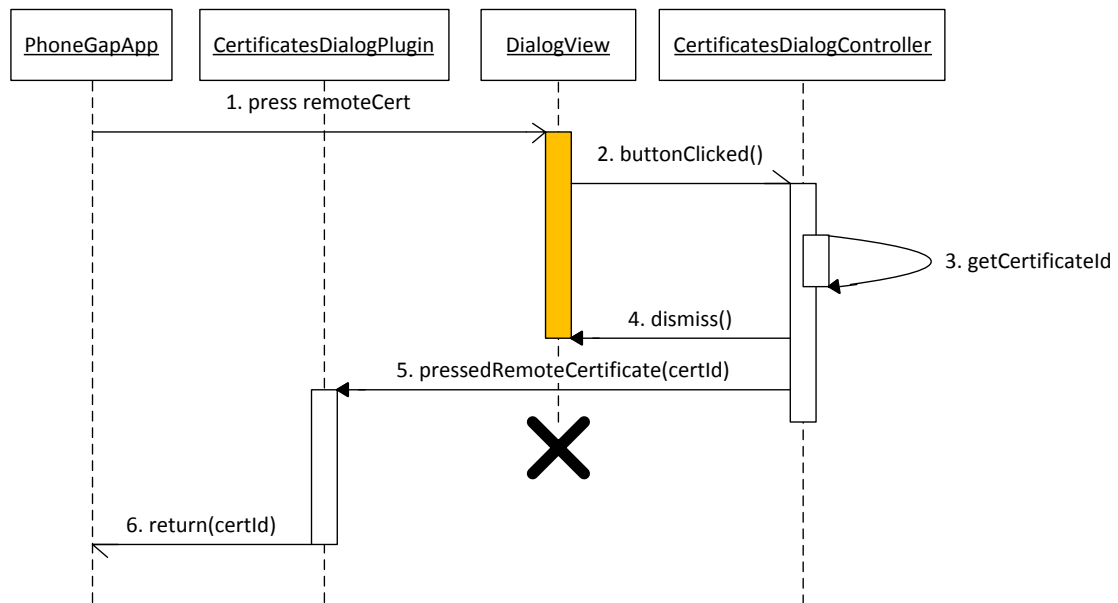 PhoneGapApp
CertificatesDialogPlugin
DialogView
CertificatesDialogController
1. press remoteCert
2. buttonClicked()
3. getCertificateId
4. dismiss()
5. pressedRemoteCertificate(certId)
6. return(certId)